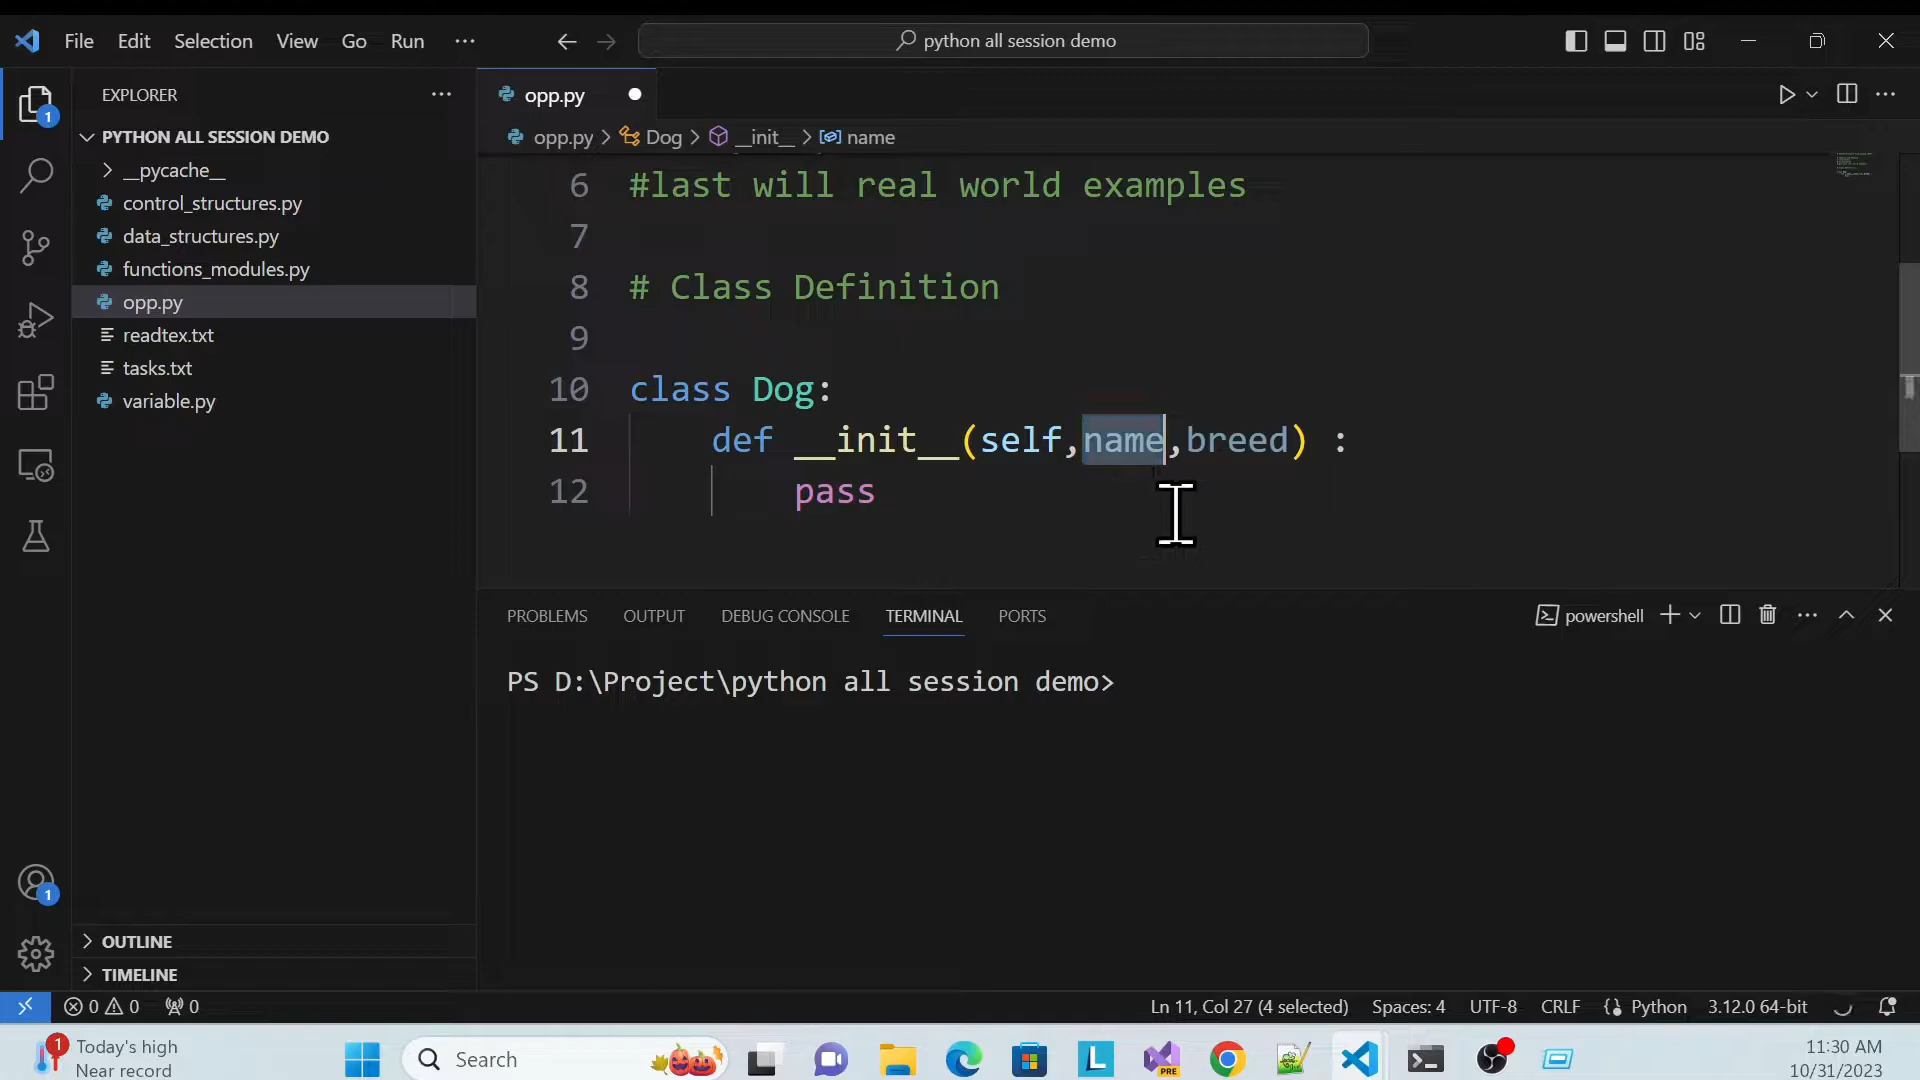 File Edit Selection View Go Run ···
python all session demo
EXPLORER ···
PYTHON ALL SESSION DEMO
__pycache__
control_structures.py
data_structures.py
functions_modules.py
opp.py
readtex.txt
tasks.txt
variable.py
OUTLINE
TIMELINE
1
1
opp.py
opp.py > Dog > __init__ > name
6 #last will real world examples
7
8 # Class Definition
9
10 class Dog:
11 def __init__(self,name,breed) :
12 pass
PROBLEMS OUTPUT DEBUG CONSOLE TERMINAL PORTS
powershell
PS D:\Project\python all session demo>
0 0 0
Ln 11, Col 27 (4 selected) Spaces: 4 UTF-8 CRLF {} Python 3.12.0 64-bit
1
Today's high
Near record
Search
L
PRE
11:30 AM
10/31/2023